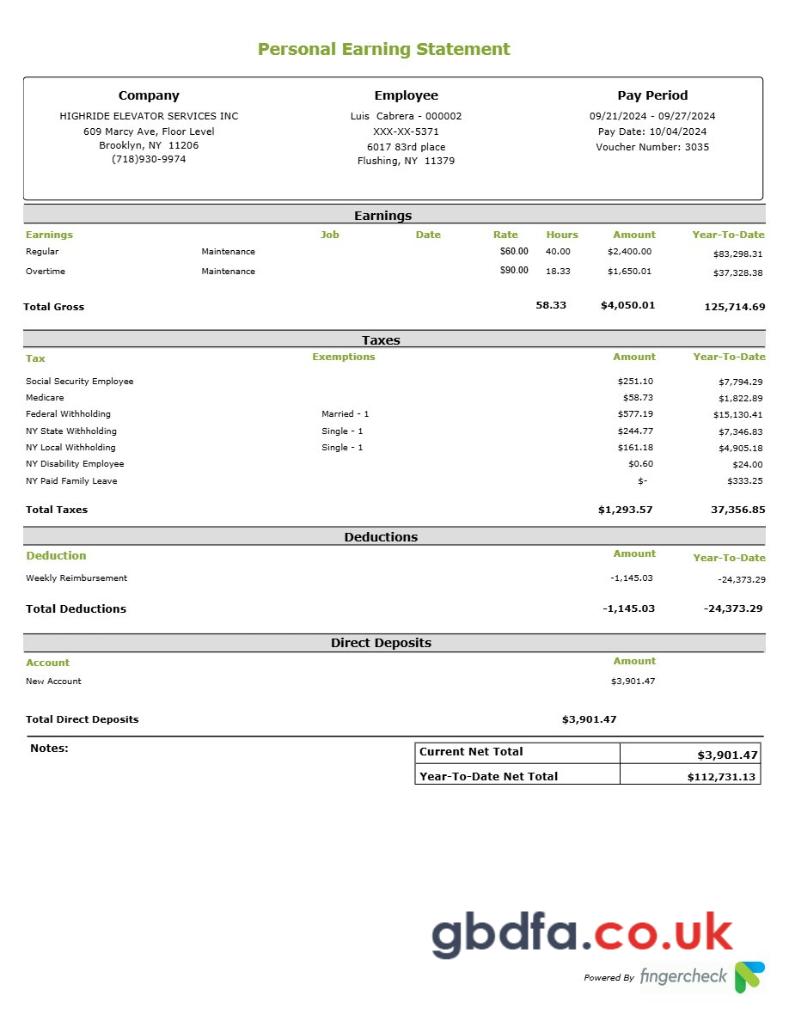 Personal Earning Statement
Company Employee Pay Period
HIGHRIDE ELEVATOR SERVICES INC Luis Cabrera - 000002 09/21/2024 - 09/27/2024
609 Marcy Ave, Floor Level XXX-XX-5371 Pay Date: 10/04/2024
Brooklyn, NY 11206 6017 83rd place Voucher Number: 3035
(718)930-9974 Flushing, NY 11379
Earnings
Earnings Job Date Rate Hours Amount Year-To-Date
Regular Maintenance $60.00 40.00 $2,400.00 $83,298.31
Overtime Maintenance $90.00 18.33 $1,650.01 $37,328.38
Total Gross 58.33 $4,050.01 125,714.69
Taxes
Tax Exemptions Amount Year-To-Date
Social Security Employee $251.10 $7,794.29
Medicare $58.73 $1,822.89
Federal Withholding Married - 1 $577.19 $15,130.41
NY State Withholding Single - 1 $244.77 $7,346.83
NY Local Withholding Single - 1 $161.18 $4,905.18
NY Disability Employee $0.60 $24.00
NY Paid Family Leave $- $333.25
Total Taxes $1,293.57 37,356.85
Deductions
Deduction Amount Year-To-Date
Weekly Reimbursement -1,145.03 -24,373.29
Total Deductions -1,145.03 -24,373.29
Direct Deposits
Account Amount
New Account $3,901.47
Total Direct Deposits $3,901.47
Notes:
Current Net Total $3,901.47
Year-To-Date Net Total $112,731.13
gbdfa.co.uk
Powered By fingercheck